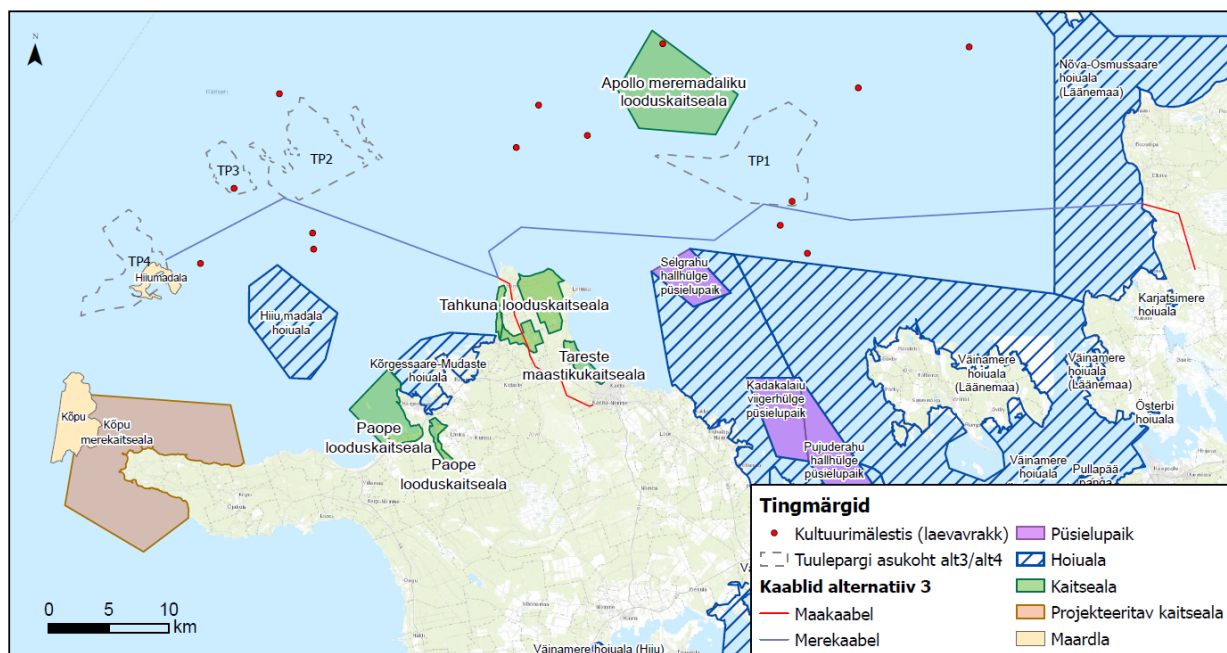 Apollo meremadaliku
looduskaitseala
Nõva-Osmussaare
hoiuala
(Läänemaa)
TP1
TP2
TP3
TP4
Hiiumadala
Hiiu madala
hoiuala
Selgrahu
hallhülge
püsielupaik
Tahkuna looduskaitseala
Kõrgessaare-Mudaste
hoiuala
Tareste
maastikukaitseala
Karjatsimere
hoiuala
Väinamere
hoiuala
(Läänemaa)
Väinamere
hoiuala
(Läänemaa)
Kadakalaiu
viigerhülge
püsielupaik
Österbi
hoiuala
Kõpu
Kõpu
merekaitseala
Paope
looduskaitseala
Paope
looduskaitseala
Pujuderahu
hallhülge
püsielupaik
Väinamere
hoiuala
Pullapää
panga
Väinamere hoiuala (Hiiu)
0 5 10
km
Tingmärgid
Kultuurimälestis (laevavrakk)
Tuulepargi asukoht alt3/alt4
Kaablid alternatiiv 3
Maakaabel
Merekaabel
Püsielupaik
Hoiuala
Kaitseala
Projekteeritav kaitseala
Maardla